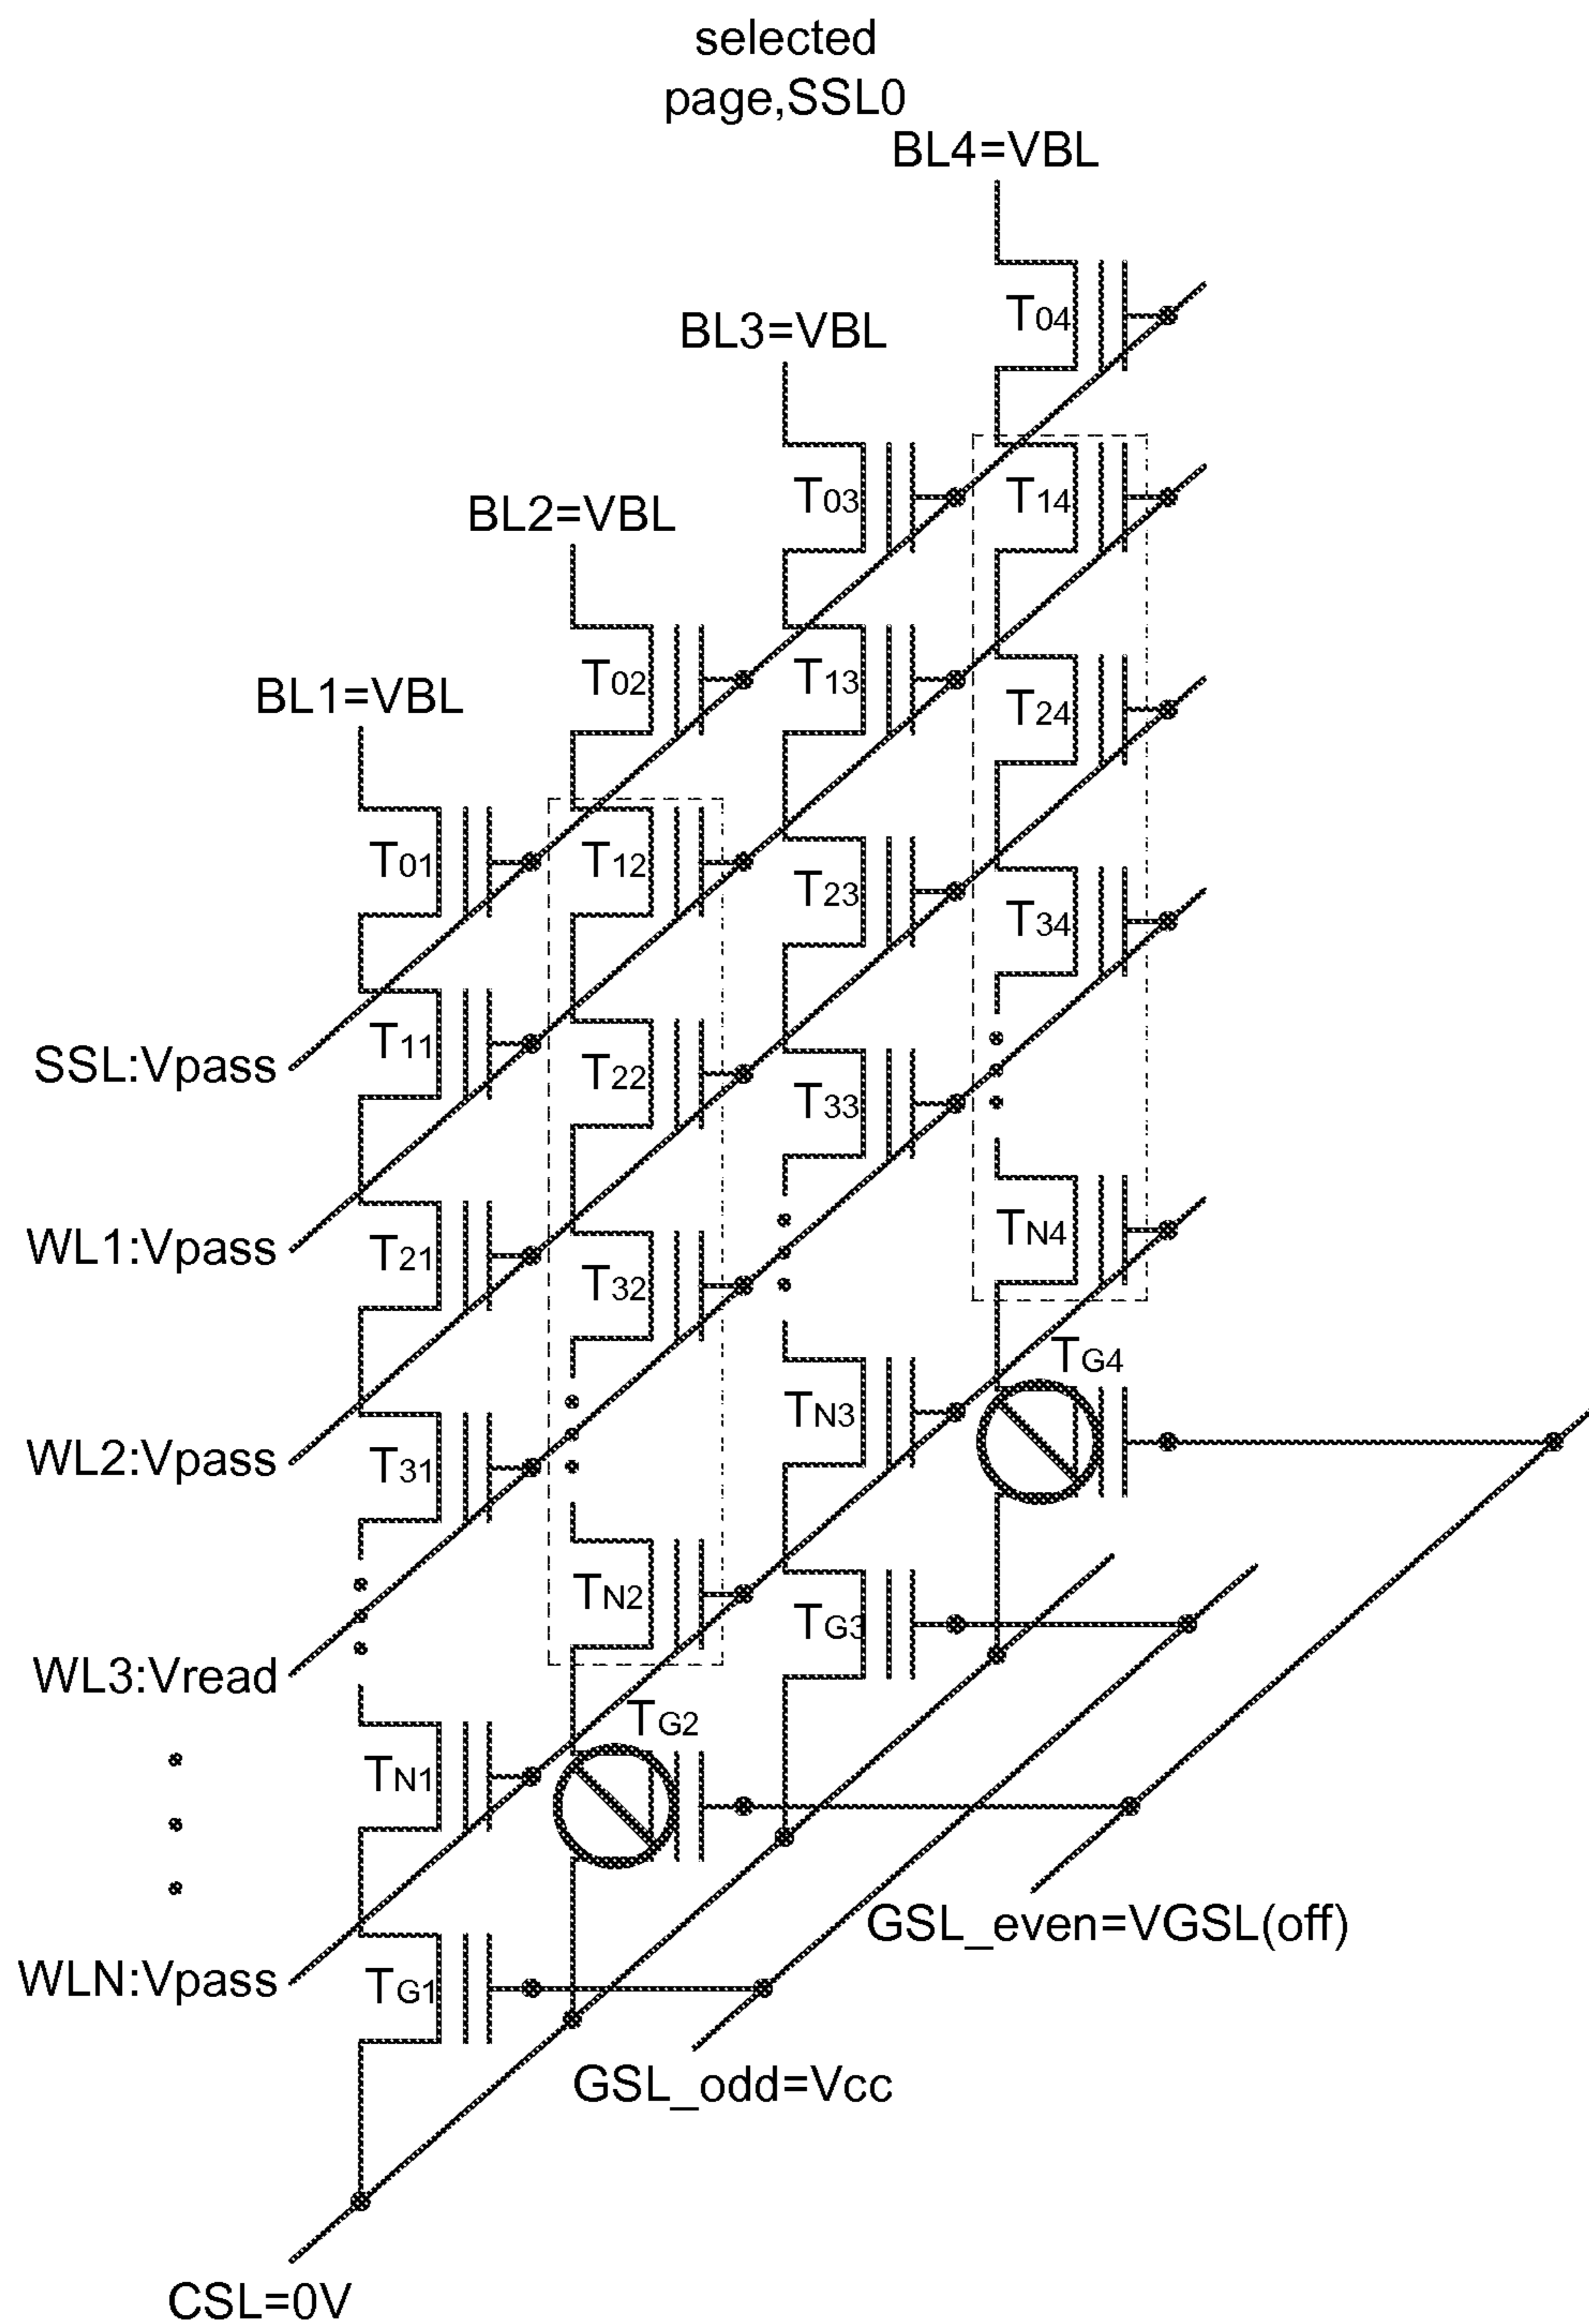 selected
page,SSL0
BL4=VBL
T04
BL3=VBL
T03
T14
BL2=VBL
T02
T13
T24
BL1=VBL
T01
T12
T23
T34
SSL:Vpass
T11
T22
T33
WL1:Vpass
T21
T32
TN4
TG4
TN3
WL2:Vpass
T31
TN2
TG3
WL3:Vread
TG2
TN1
GSL_even=VGSL(off)
WLN:Vpass
TG1
GSL_odd=Vcc
CSL=0V